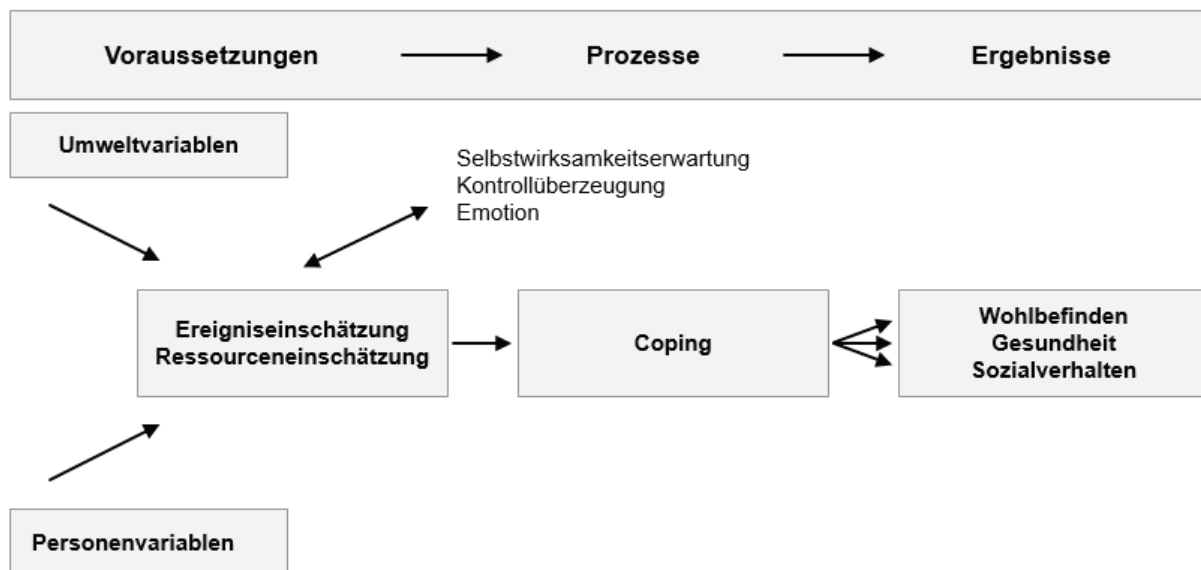 Voraussetzungen Prozesse Ergebnisse
Umweltvariablen
Selbstwirksamkeitserwartung
Kontrollüberzeugung
Emotion
Ereigniseinschätzung
Ressourceneinschätzung
Coping
Wohlbefinden
Gesundheit
Sozialverhalten
Personenvariablen